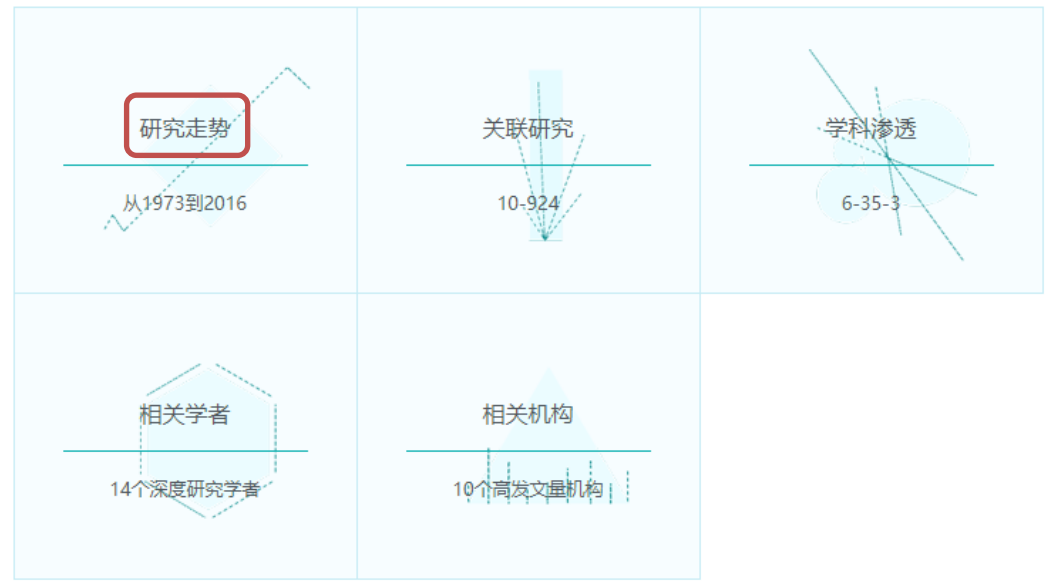 研究走势
从1973到2016
关联研究
10-924
学科渗透
6-35-3
相关学者
14个深度研究学者
相关机构
10个高发文量机构